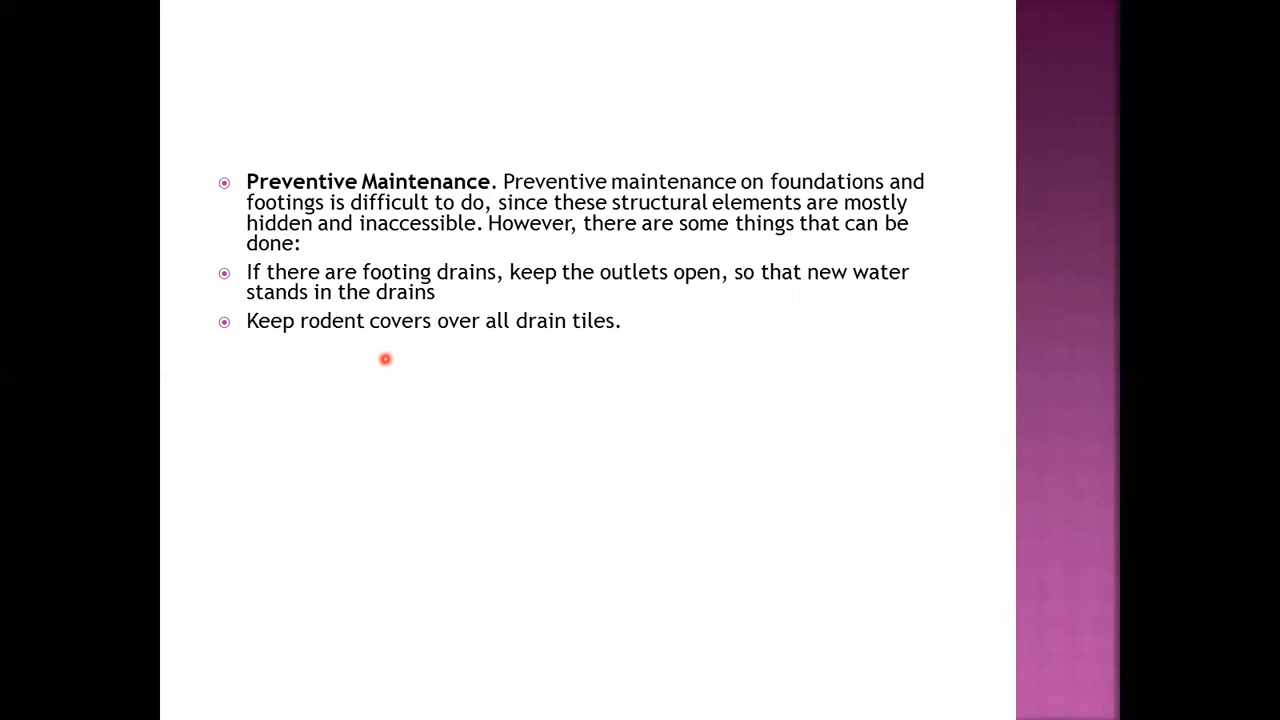 Preventive Maintenance. Preventive maintenance on foundations and
footings is difficult to do, since these structural elements are mostly
hidden and inaccessible. However, there are some things that can be
done:
If there are footing drains, keep the outlets open, so that new water
stands in the drains
Keep rodent covers over all drain tiles.